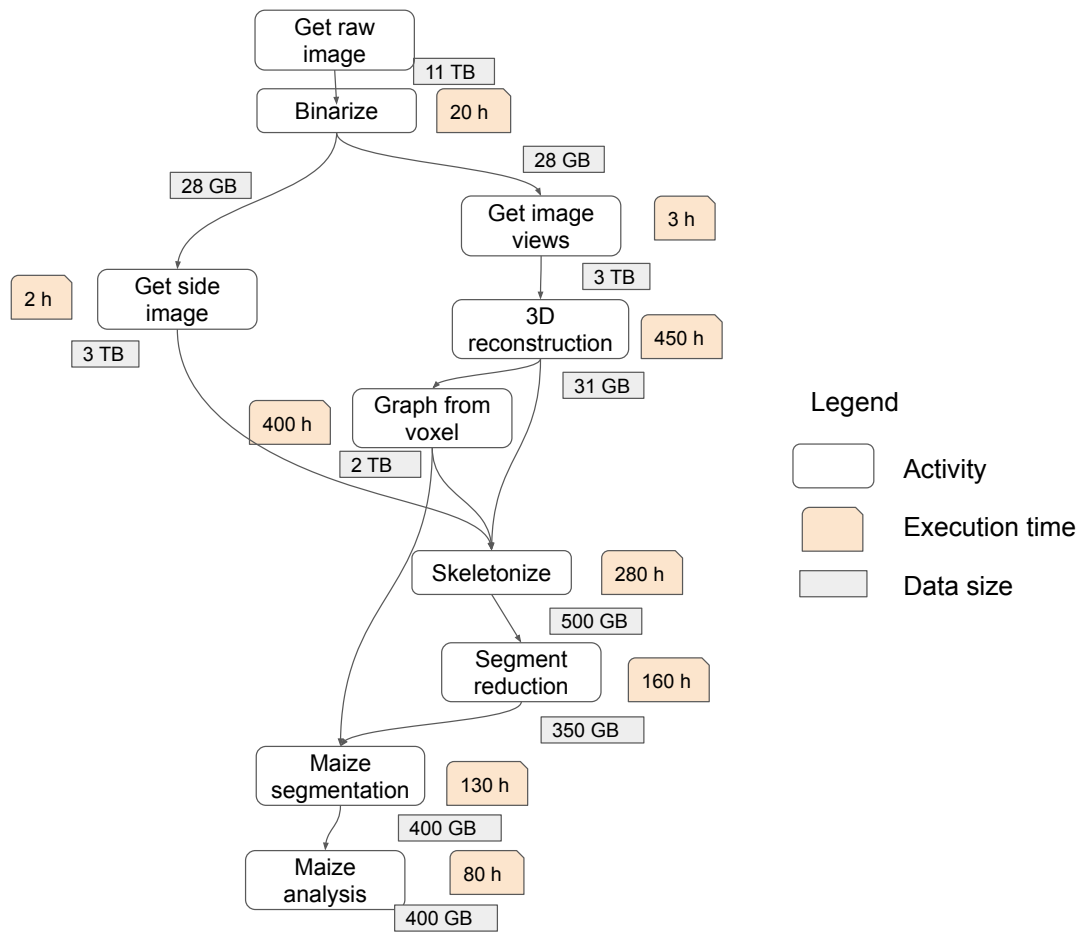 Get raw
image
11 TB
Binarize
20 h
28 GB
28 GB
Get image
views
3 h
3 TB
Get side
image
2 h
3 TB
3D
reconstruction
450 h
31 GB
Graph from
voxel
400 h
2 TB
Skeletonize
280 h
500 GB
Segment
reduction
160 h
350 GB
Maize
segmentation
130 h
400 GB
Maize
analysis
80 h
400 GB
Legend
Activity
Execution time
Data size